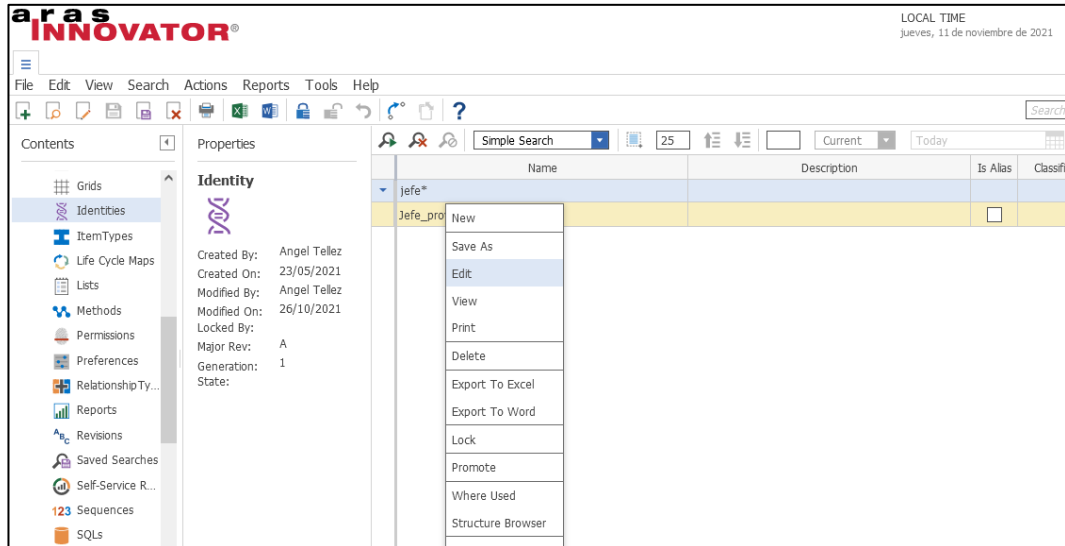 aras
INNOVATOR®
LOCAL TIME
jueves, 11 de noviembre de 2021
File Edit View Search Actions Reports Tools Help
Search
Contents
Properties
Simple Search
25
Current
Today
Name
Description
Is Alias
Classifi
Grids
Identities
ItemTypes
Life Cycle Maps
Lists
Methods
Permissions
Preferences
RelationshipTy...
Reports
Revisions
Saved Searches
Self-Service R...
123 Sequences
SQLs
Identity
Created By: Angel Tellez
Created On: 23/05/2021
Modified By: Angel Tellez
Modified On: 26/10/2021
Locked By:
Major Rev: A
Generation: 1
State:
jefe*
Jefe_pro
New
Save As
Edit
View
Print
Delete
Export To Excel
Export To Word
Lock
Promote
Where Used
Structure Browser